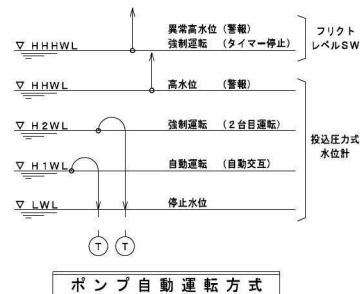 異常高水位（警報）
▽ HHHWL 強制運転（タイマー停止）
フリクト
レベルSW
▽ HHWL 高水位（警報）
▽ H2WL 強制運転（2台目運転）
▽ H1WL 自動運転（自動交互）
▽ LWL 停止水位
投込圧力式
水位計
T T
ポンプ自動運転方式